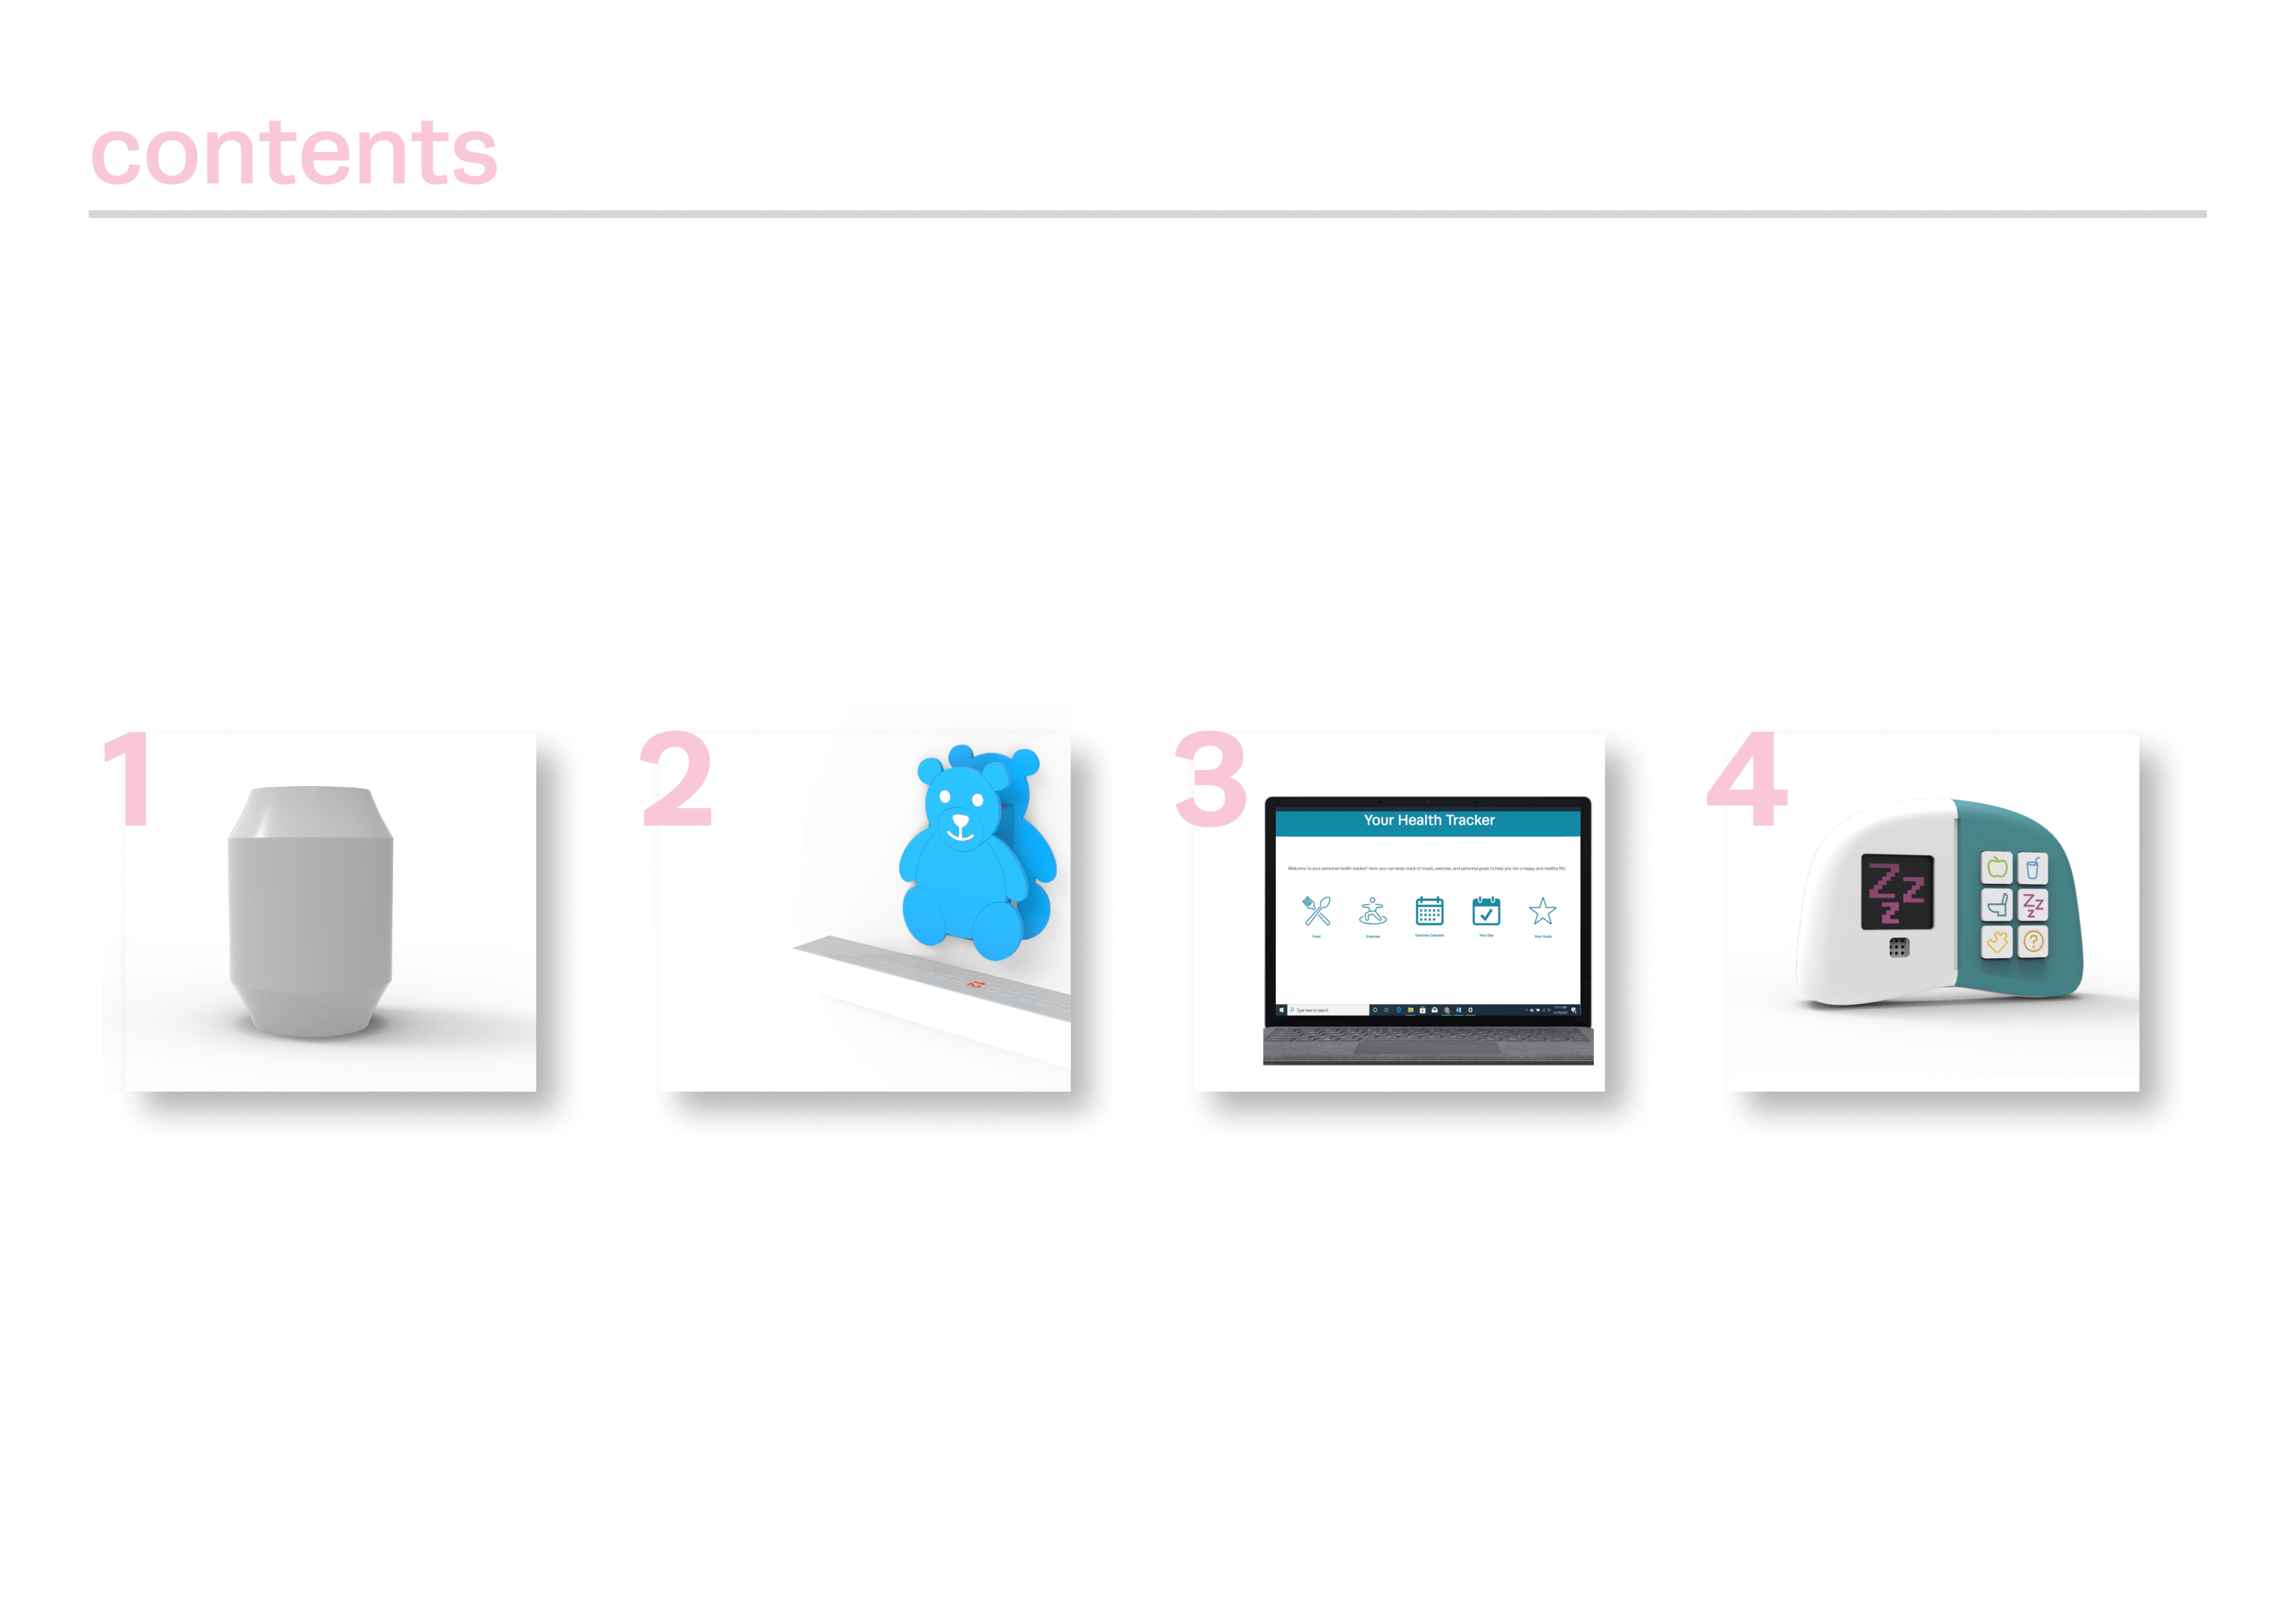 contents
1
2
3
4
Your Health Tracker
Welcome to your personal health tracker! Here, you can keep track of meals, exercise, and personal goals to help you live a happy and healthy life!
Food
Exercise
Exercise Calendar
Your Day
Your Goals
Type here to search
Zz
z
Zz
z
?